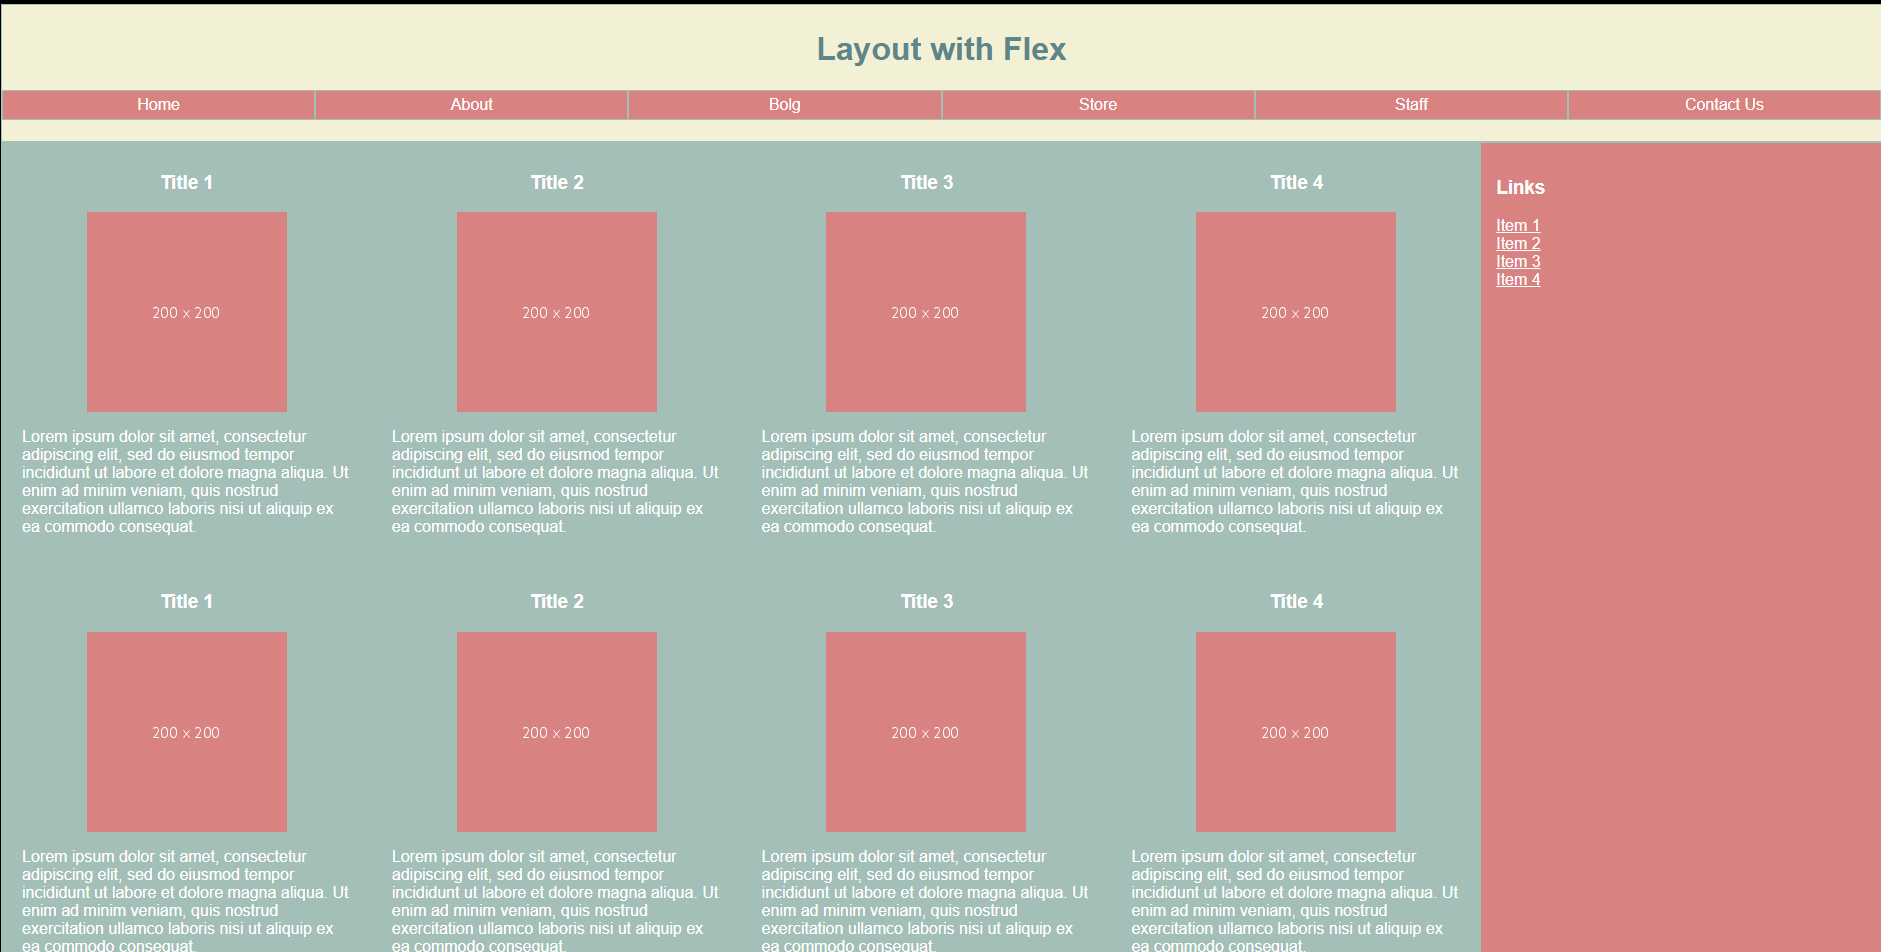 Layout with Flex
Home
About
Bolg
Store
Staff
Contact Us
Title 1
200 x 200
Lorem ipsum dolor sit amet, consectetur
adipiscing elit, sed do eiusmod tempor
incididunt ut labore et dolore magna aliqua. Ut
enim ad minim veniam, quis nostrud
exercitation ullamco laboris nisi ut aliquip ex
ea commodo consequat.
Title 2
200 x 200
Lorem ipsum dolor sit amet, consectetur
adipiscing elit, sed do eiusmod tempor
incididunt ut labore et dolore magna aliqua. Ut
enim ad minim veniam, quis nostrud
exercitation ullamco laboris nisi ut aliquip ex
ea commodo consequat.
Title 3
200 x 200
Lorem ipsum dolor sit amet, consectetur
adipiscing elit, sed do eiusmod tempor
incididunt ut labore et dolore magna aliqua. Ut
enim ad minim veniam, quis nostrud
exercitation ullamco laboris nisi ut aliquip ex
ea commodo consequat.
Title 4
200 x 200
Lorem ipsum dolor sit amet, consectetur
adipiscing elit, sed do eiusmod tempor
incididunt ut labore et dolore magna aliqua. Ut
enim ad minim veniam, quis nostrud
exercitation ullamco laboris nisi ut aliquip ex
ea commodo consequat.
Title 1
200 x 200
Lorem ipsum dolor sit amet, consectetur
adipiscing elit, sed do eiusmod tempor
incididunt ut labore et dolore magna aliqua. Ut
enim ad minim veniam, quis nostrud
exercitation ullamco laboris nisi ut aliquip ex
ea commodo consequat.
Title 2
200 x 200
Lorem ipsum dolor sit amet, consectetur
adipiscing elit, sed do eiusmod tempor
incididunt ut labore et dolore magna aliqua. Ut
enim ad minim veniam, quis nostrud
exercitation ullamco laboris nisi ut aliquip ex
ea commodo consequat.
Title 3
200 x 200
Lorem ipsum dolor sit amet, consectetur
adipiscing elit, sed do eiusmod tempor
incididunt ut labore et dolore magna aliqua. Ut
enim ad minim veniam, quis nostrud
exercitation ullamco laboris nisi ut aliquip ex
ea commodo consequat.
Title 4
200 x 200
Lorem ipsum dolor sit amet, consectetur
adipiscing elit, sed do eiusmod tempor
incididunt ut labore et dolore magna aliqua. Ut
enim ad minim veniam, quis nostrud
exercitation ullamco laboris nisi ut aliquip ex
ea commodo consequat.
Links
Item 1
Item 2
Item 3
Item 4